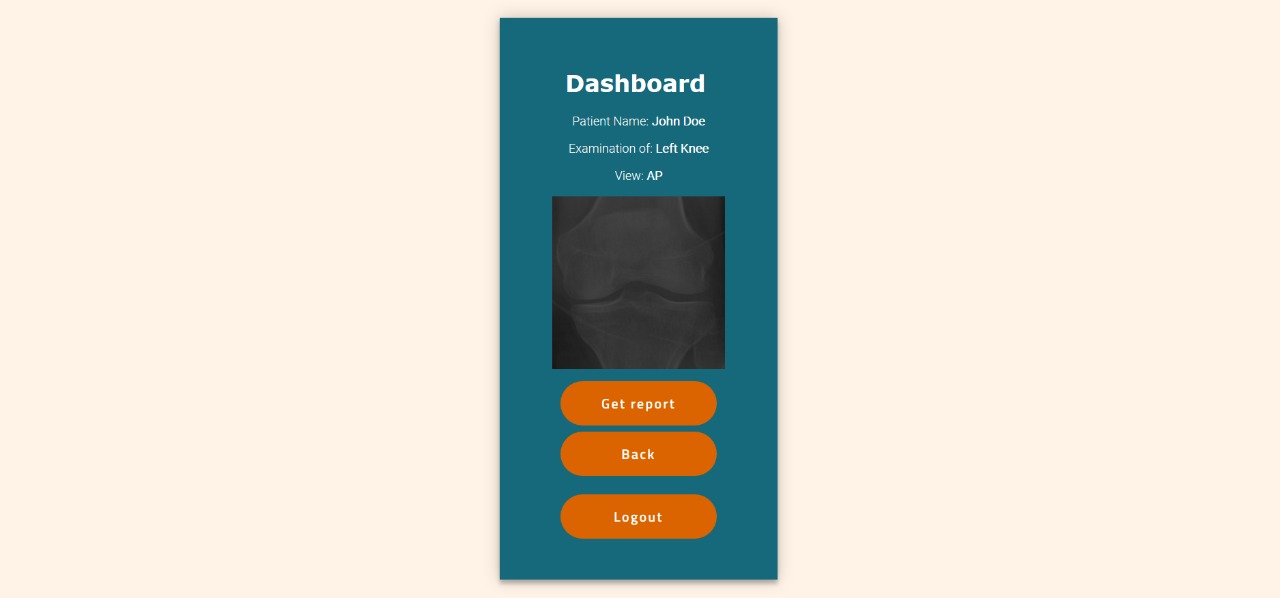 Dashboard
Patient Name: John Doe
Examination of: Left Knee
View: AP
Get report
Back
Logout